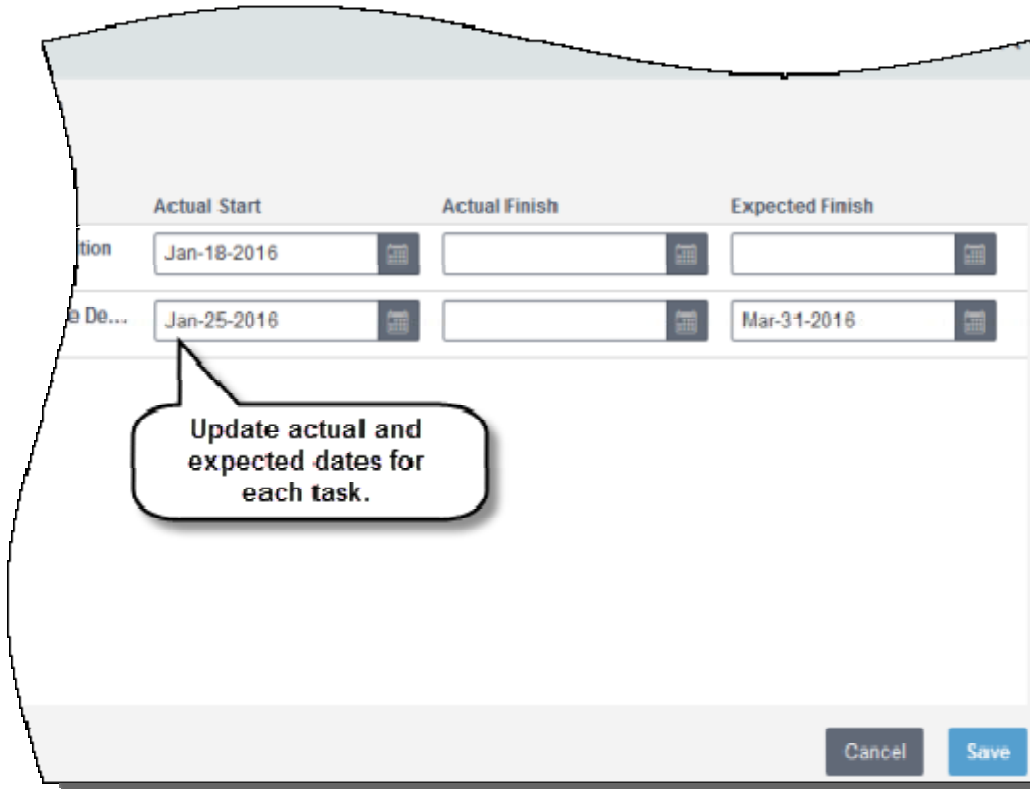 Actual Start Actual Finish Expected Finish
tion Jan-18-2016
e De... Jan-25-2016 Mar-31-2016
Update actual and
expected dates for
each task.
Cancel Save